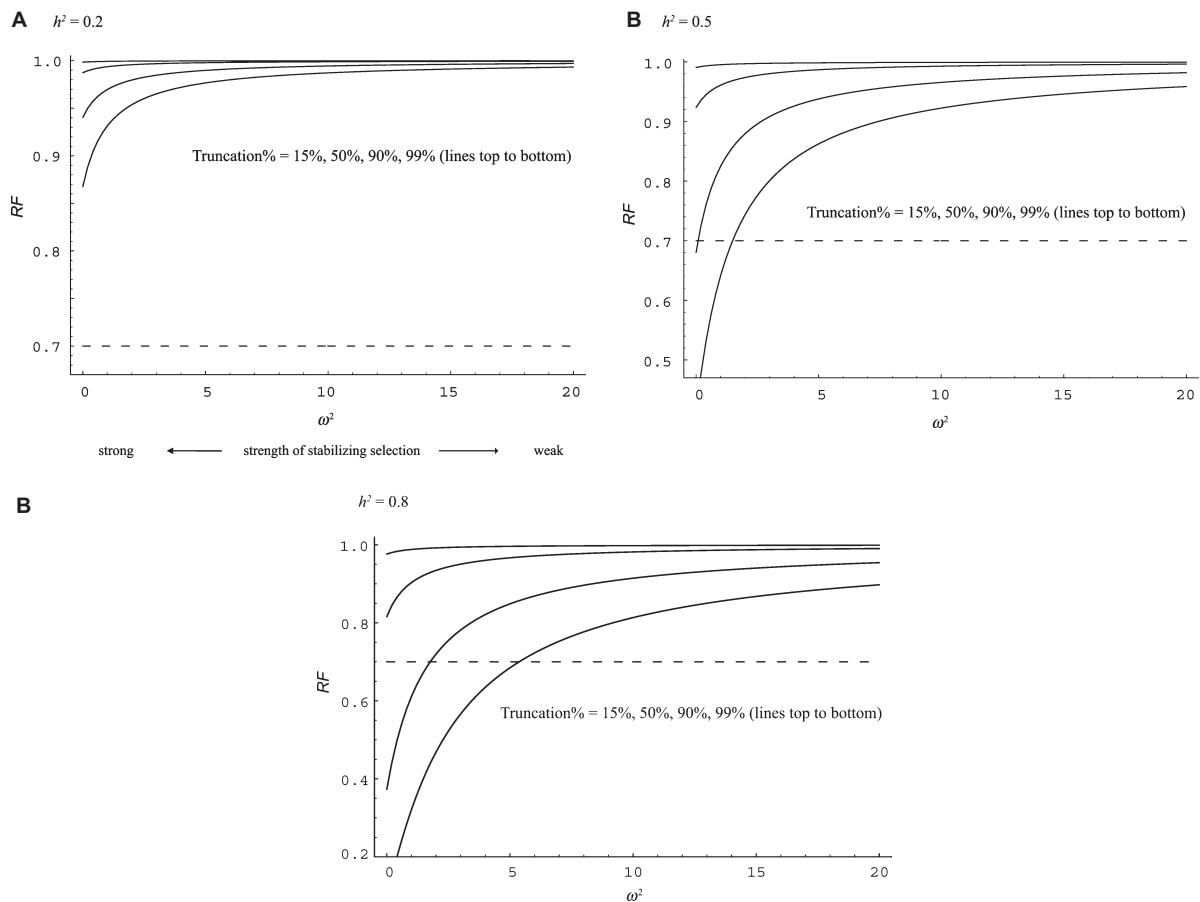 A h² = 0.2
1.0
0.9
0.8
0.7
RF
Truncation% = 15%, 50%, 90%, 99% (lines top to bottom)
0 5 10 15 20
ω²
strong strength of stabilizing selection weak
B h² = 0.5
1.0
0.9
0.8
0.7
0.6
0.5
RF
Truncation% = 15%, 50%, 90%, 99% (lines top to bottom)
0 5 10 15 20
ω²
B h² = 0.8
1.0
0.8
0.6
0.4
0.2
RF
Truncation% = 15%, 50%, 90%, 99% (lines top to bottom)
0 5 10 15 20
ω²